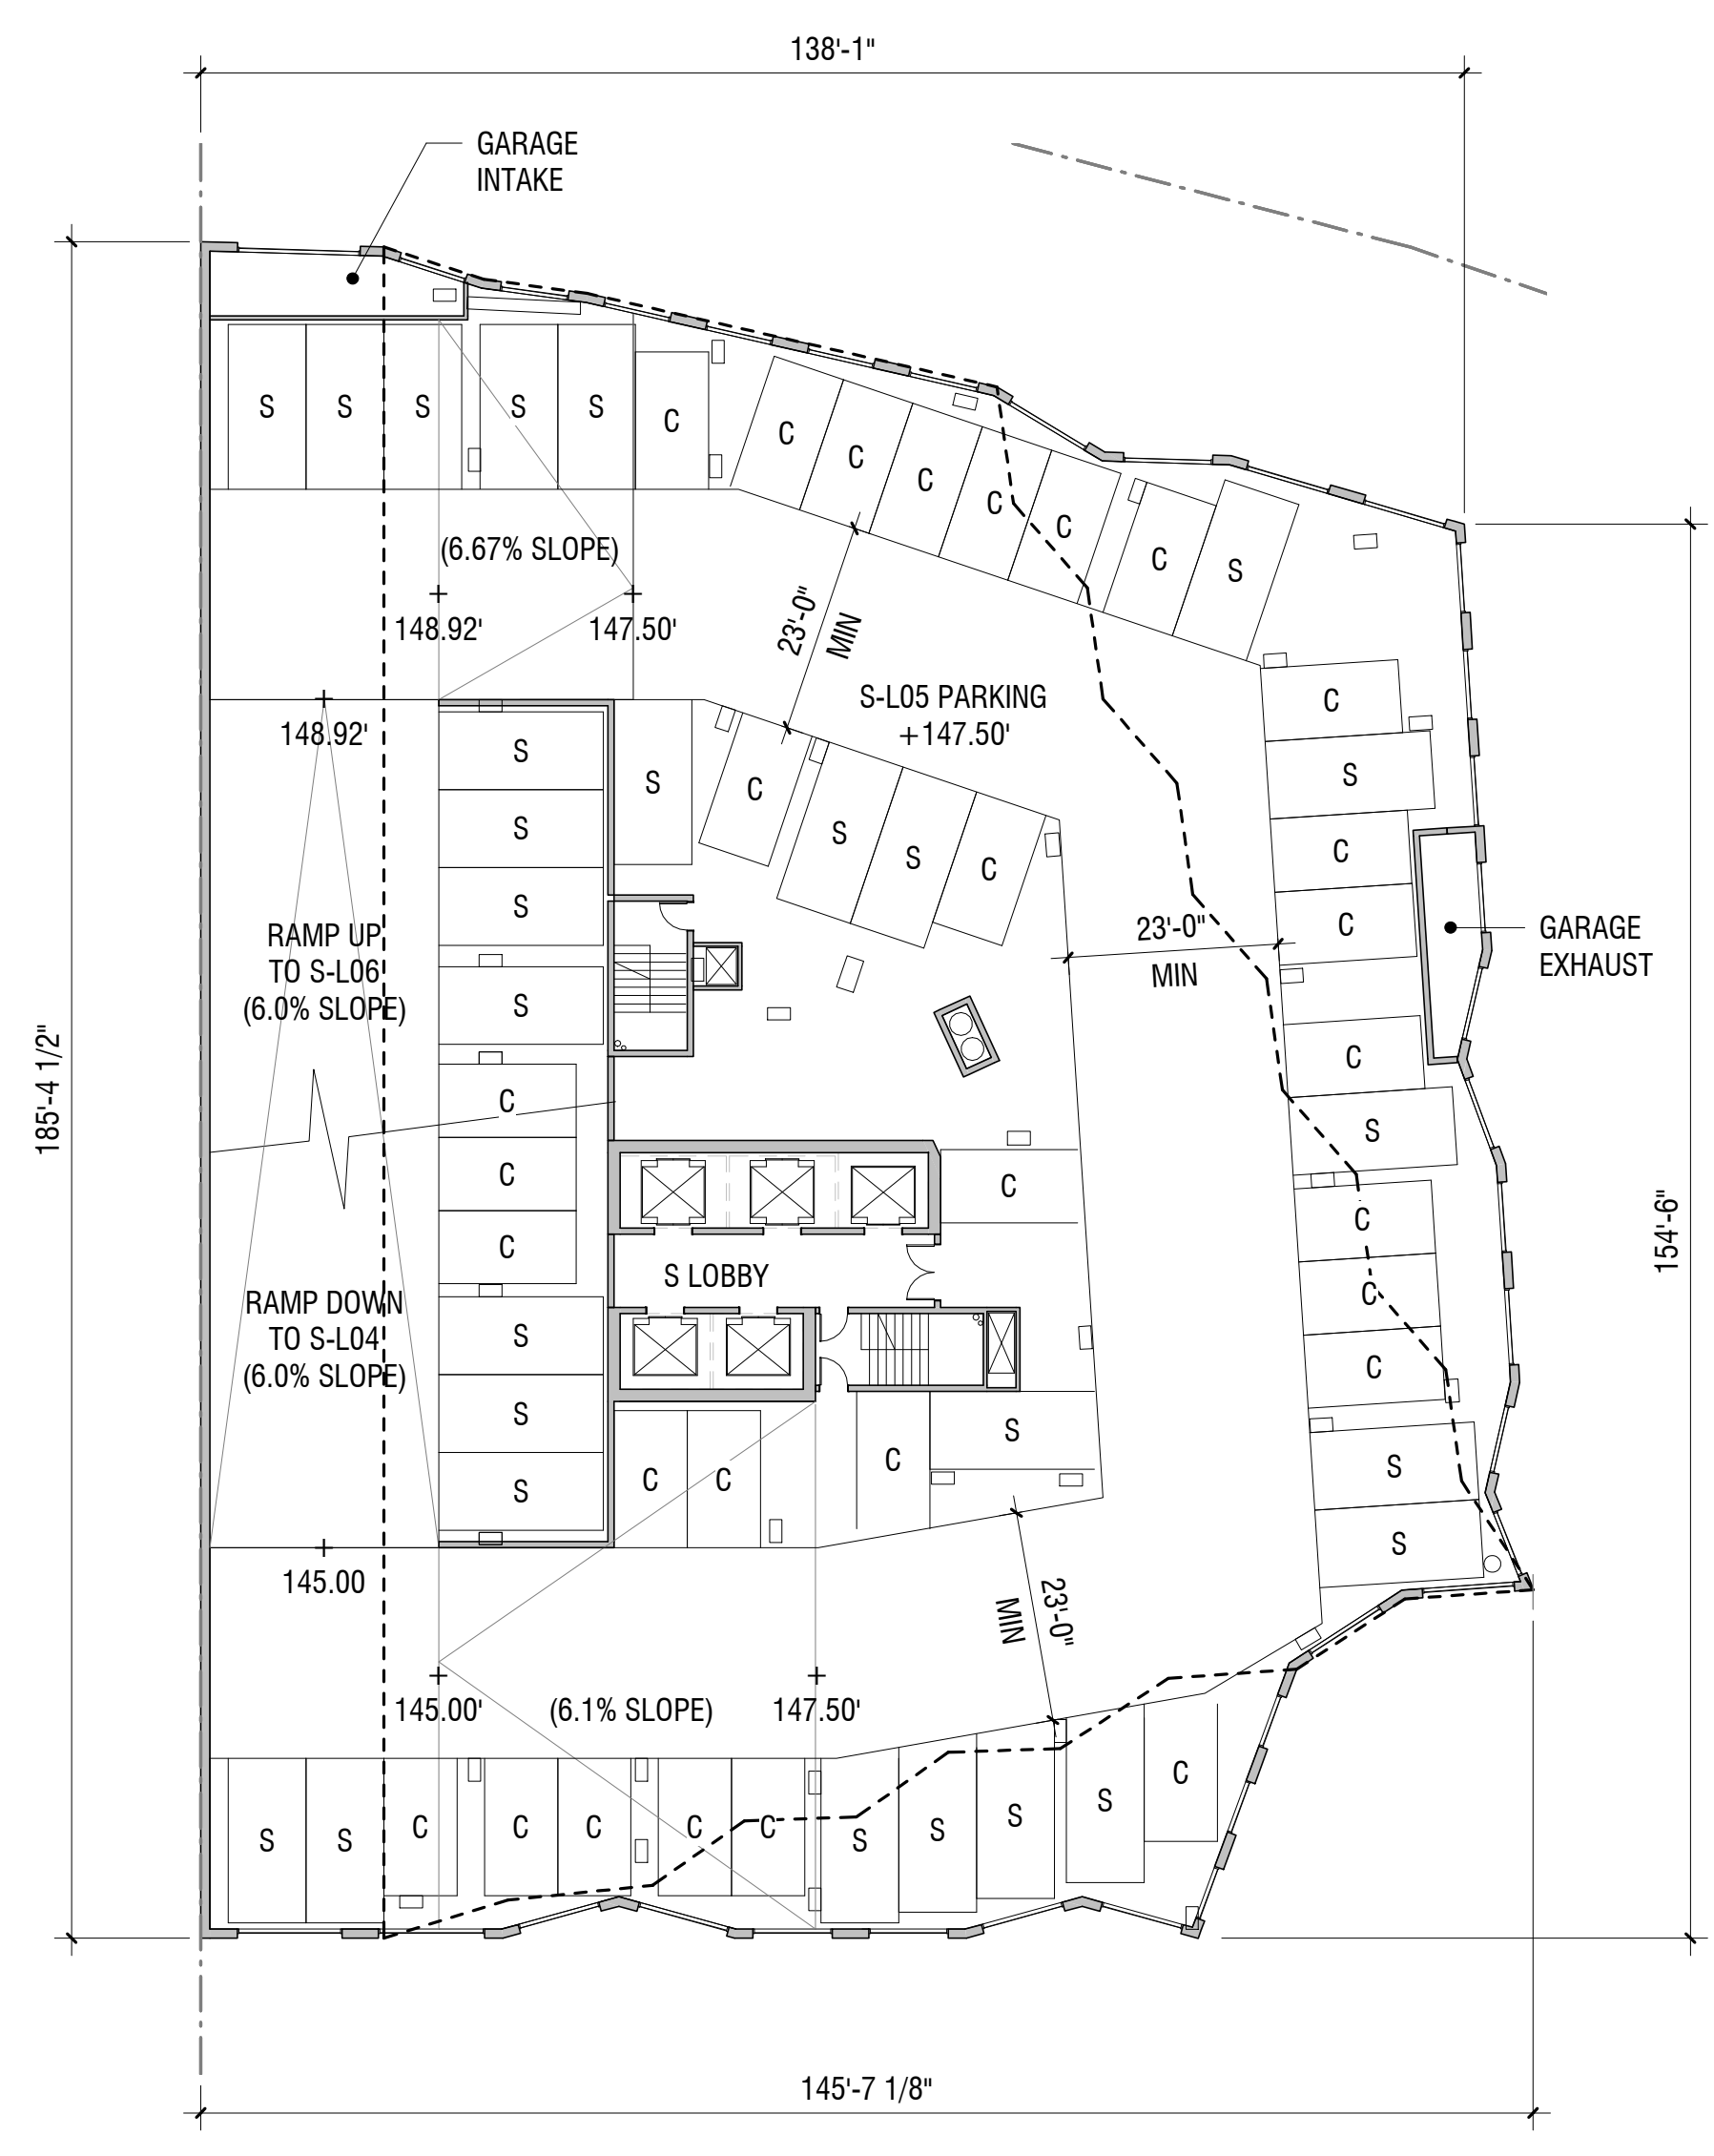 138'-1"
GARAGE
INTAKE
S
S
S
S
S
C
C
C
C
C
C
C
S
(6.67% SLOPE)
148.92'
147.50'
23'-0"
MIN
S-L05 PARKING
+147.50'
148.92'
S
S
S
S
C
C
C
S
S
S
S
C
S
S
C
C
S
C
C
C
S
C
C
C
S
S
RAMP UP
TO S-L06
(6.0% SLOPE)
23'-0"
MIN
GARAGE
EXHAUST
185'-4 1/2"
154'-6"
C
S LOBBY
RAMP DOWN
TO S-L04
(6.0% SLOPE)
C
C
C
S
145.00
23'-0"
MIN
145.00'
(6.1% SLOPE)
147.50'
S
S
C
C
C
C
C
S
S
S
S
C
145'-7 1/8"